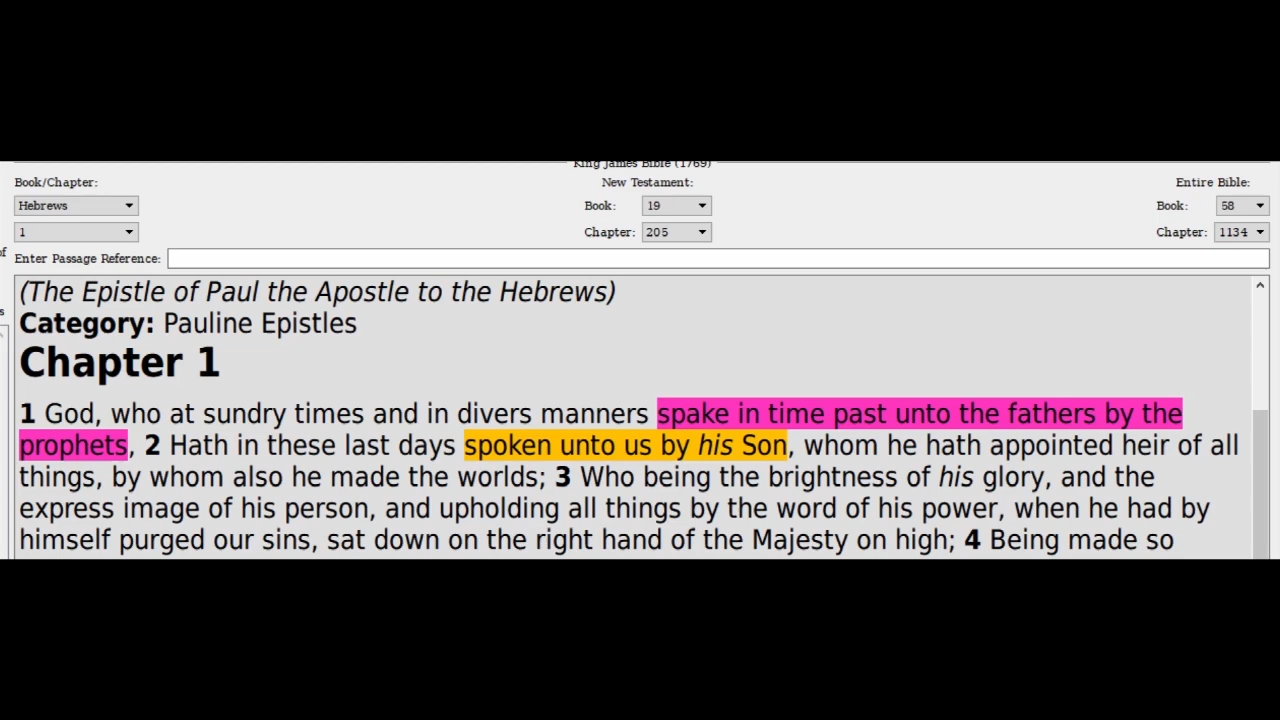 King James Bible (1769)
Book/Chapter: New Testament: Entire Bible:
Hebrews Book: 19 Book: 58
1 Chapter: 205 Chapter: 1134
of
Enter Passage Reference:
(The Epistle of Paul the Apostle to the Hebrews)
Category: Pauline Epistles
Chapter 1
1 God, who at sundry times and in divers manners spake in time past unto the fathers by the
prophets, 2 Hath in these last days spoken unto us by his Son, whom he hath appointed heir of all
things, by whom also he made the worlds; 3 Who being the brightness of his glory, and the
express image of his person, and upholding all things by the word of his power, when he had by
himself purged our sins, sat down on the right hand of the Majesty on high; 4 Being made so